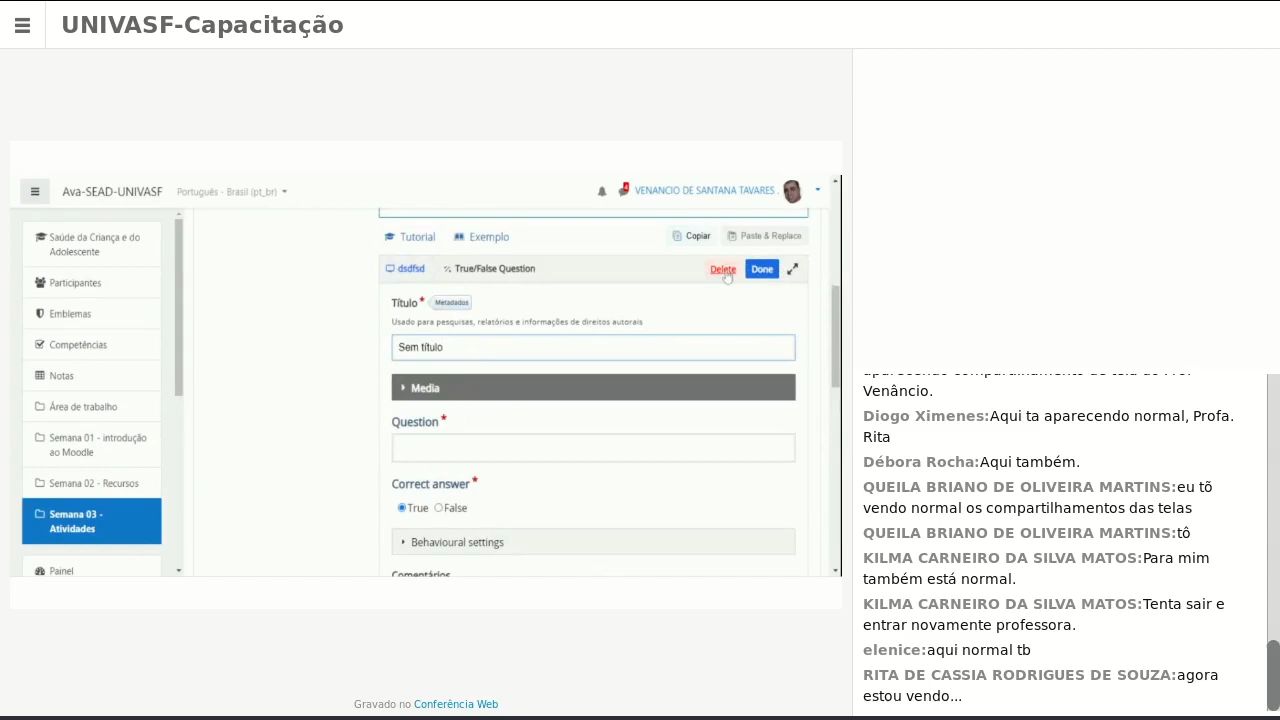 UNIVASF-Capacitação
Ava-SEAD-UNIVASF
Português - Brasil (pt_br)
VENANCIO DE SANTANA TAVARES .
Saúde da Criança e do
Adolescente
Participantes
Emblemas
Competências
Notas
Área de trabalho
Semana 01 - introdução
ao Moodle
Semana 02 - Recursos
Semana 03 -
Atividades
Painel
Tutorial
Exemplo
Copiar
Paste & Replace
dsdfsd
True/False Question
Delete
Done
Título*
Metadados
Usado para pesquisas, relatórios e informações de direitos autorais
Sem título
Media
Question*
Correct answer*
True
False
Behavioural settings
Comentários
Venâncio.
Diogo Ximenes:Aqui ta aparecendo normal, Profa.
Rita
Débora Rocha:Aqui também.
QUEILA BRIANO DE OLIVEIRA MARTINS:eu tõ
vendo normal os compartilhamentos das telas
QUEILA BRIANO DE OLIVEIRA MARTINS:tô
KILMA CARNEIRO DA SILVA MATOS:Para mim
também está normal.
KILMA CARNEIRO DA SILVA MATOS:Tenta sair e
entrar novamente professora.
elenice:aqui normal tb
RITA DE CASSIA RODRIGUES DE SOUZA:agora
estou vendo...
Gravado no Conferência Web